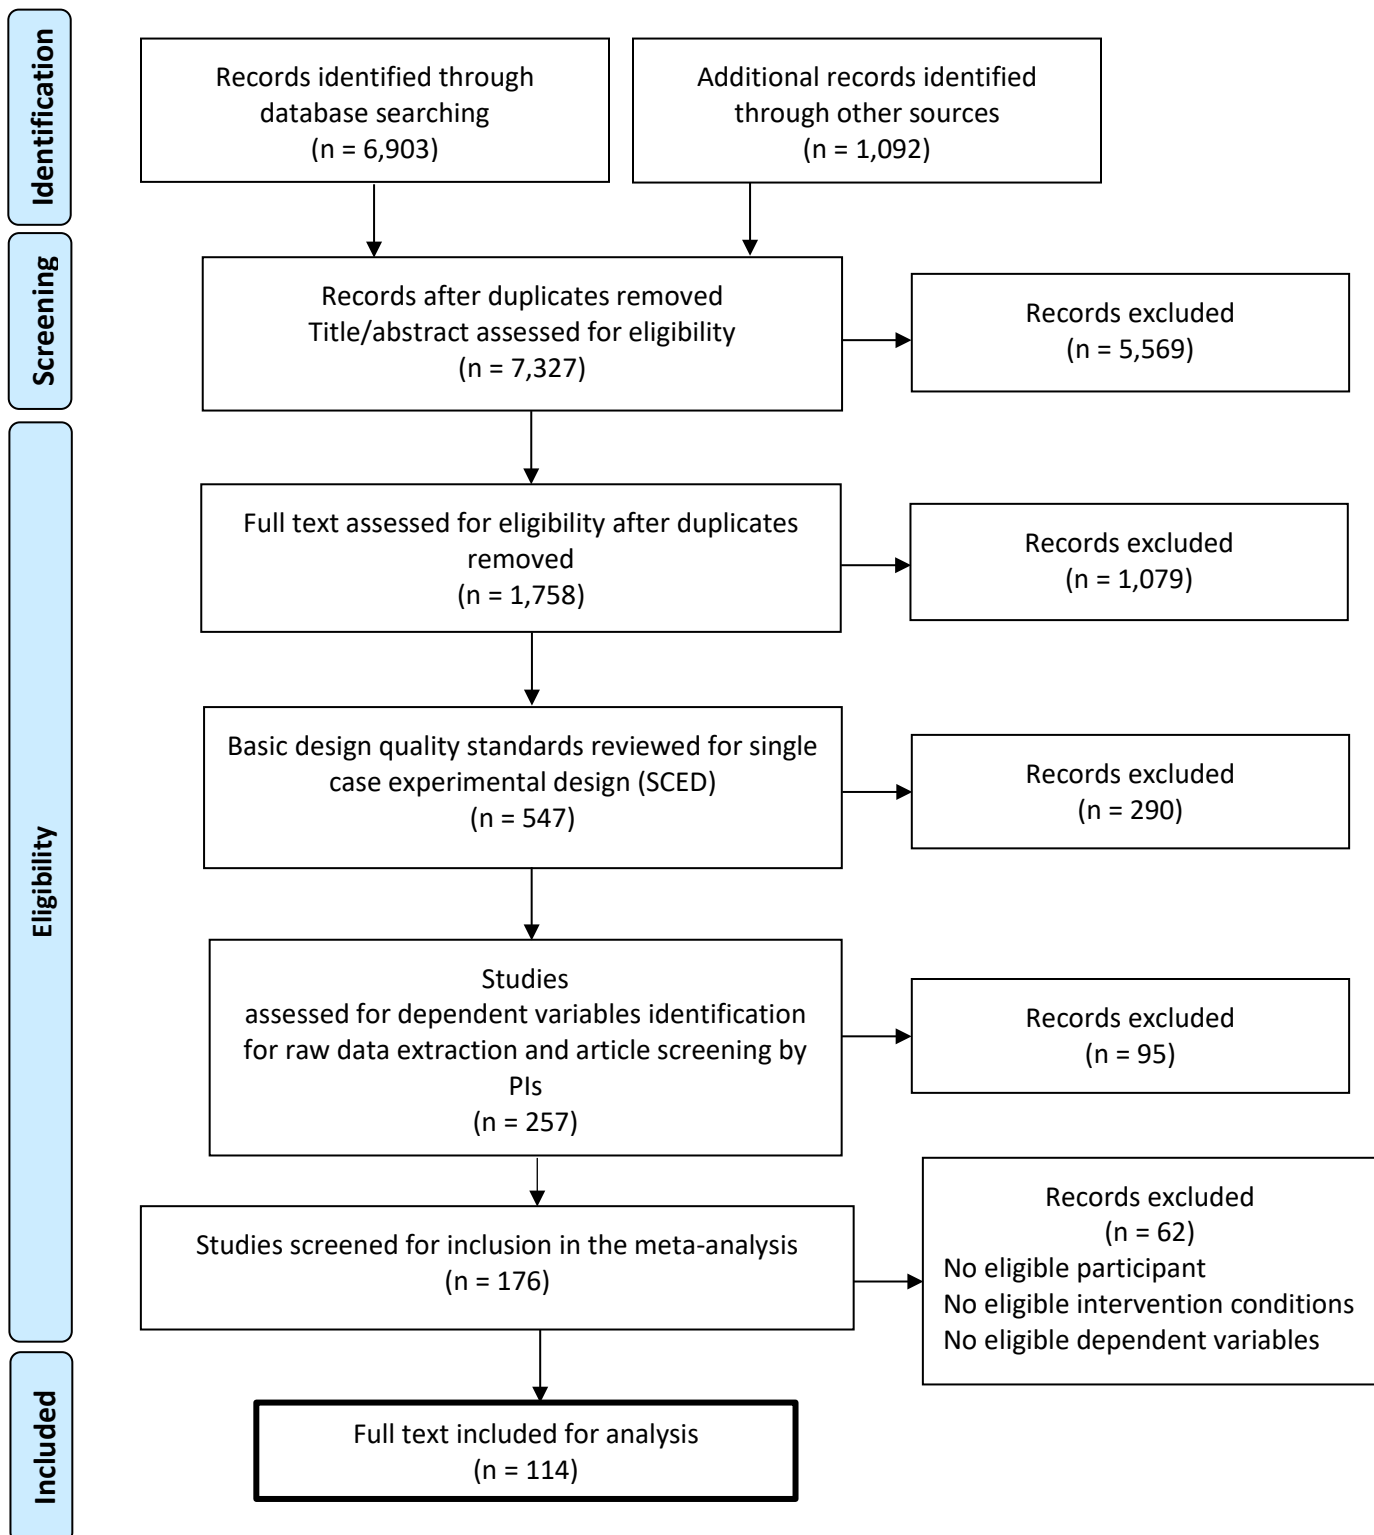 Identification
Records identified through
database searching
(n = 6,903)
Additional records identified
through other sources
(n = 1,092)
Screening
Records after duplicates removed
Title/abstract assessed for eligibility
(n = 7,327)
Records excluded
(n = 5,569)
Eligibility
Full text assessed for eligibility after duplicates
removed
(n = 1,758)
Records excluded
(n = 1,079)
Basic design quality standards reviewed for single
case experimental design (SCED)
(n = 547)
Records excluded
(n = 290)
Studies
assessed for dependent variables identification
for raw data extraction and article screening by
PIs
(n = 257)
Records excluded
(n = 95)
Studies screened for inclusion in the meta-analysis
(n = 176)
Records excluded
(n = 62)
No eligible participant
No eligible intervention conditions
No eligible dependent variables
Included
Full text included for analysis
(n = 114)